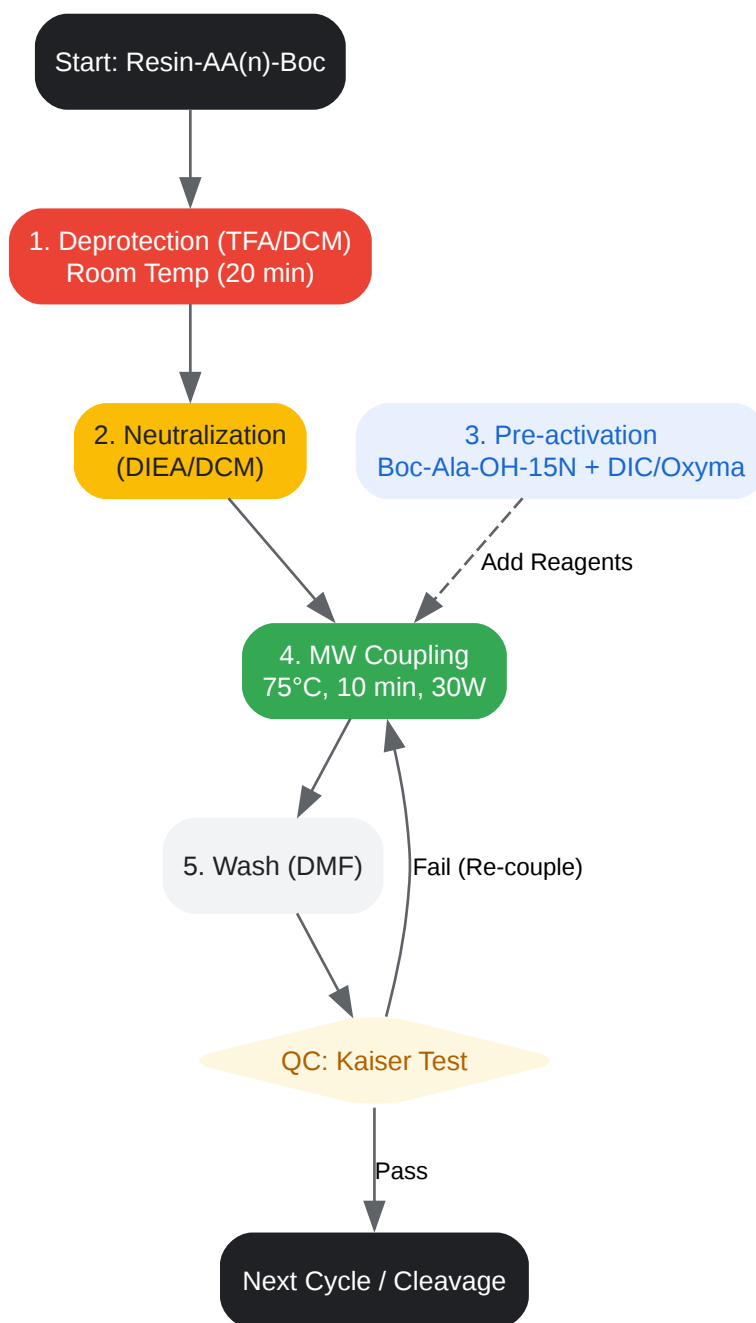 Start: Resin-AA(n)-Boc
1. Deprotection (TFA/DCM)
Room Temp (20 min)
2. Neutralization
(DIEA/DCM)
3. Pre-activation
Boc-Ala-OH-15N + DIC/Oxyma
Add Reagents
4. MW Coupling
75°C, 10 min, 30W
5. Wash (DMF)
Fail (Re-couple)
QC: Kaiser Test
Pass
Next Cycle / Cleavage